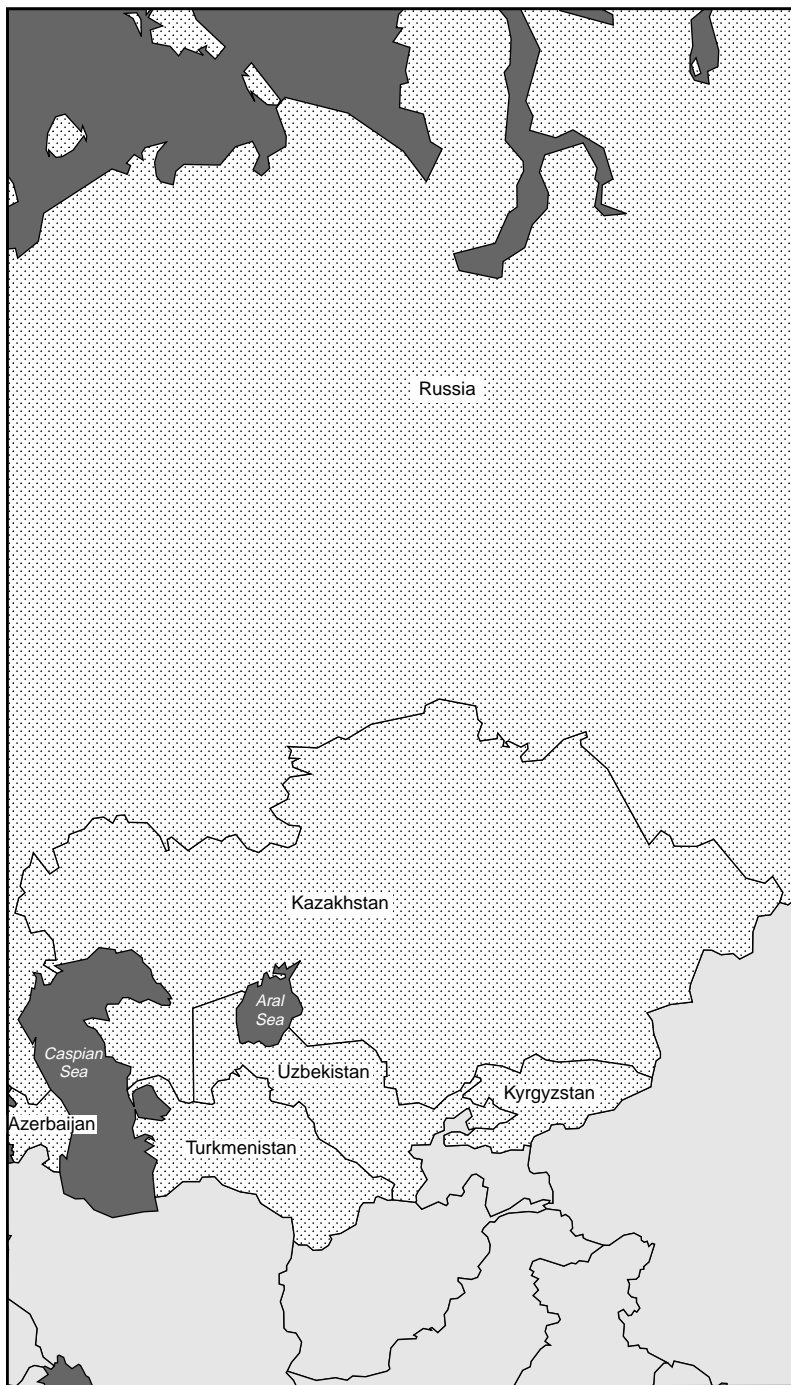 Russia
Kazakhstan
Aral
Sea
Caspian
Sea
Uzbekistan
Kyrgyzstan
Azerbaijan
Turkmenistan